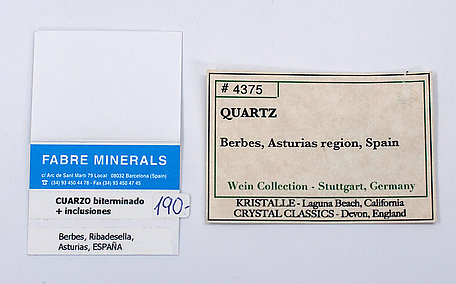 FABRE MINERALS
c/ Arc de Sant Martí 79 Local · 08032 Barcelona (Spain)
☎ (34) 93 450 44 78 - Fax (34) 93 450 47 45
CUARZO biterminado
+ inclusiones
190-
Berbes, Ribadesella,
Asturias, ESPAÑA
# 4375
QUARTZ
Berbes, Asturias region, Spain
Wein Collection - Stuttgart, Germany
KRISTALLE - Laguna Beach, California
CRYSTAL CLASSICS - Devon, England